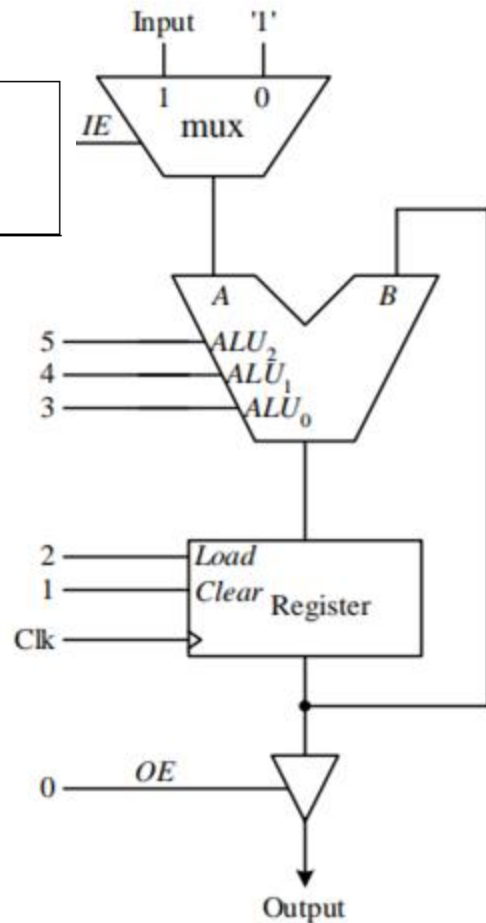 Input '1'
1 0
IE mux
A B
5 ALU₂
4 ALU₁
3 ALU₀
2 Load
1 Clear Register
Clk
0 OE
Output